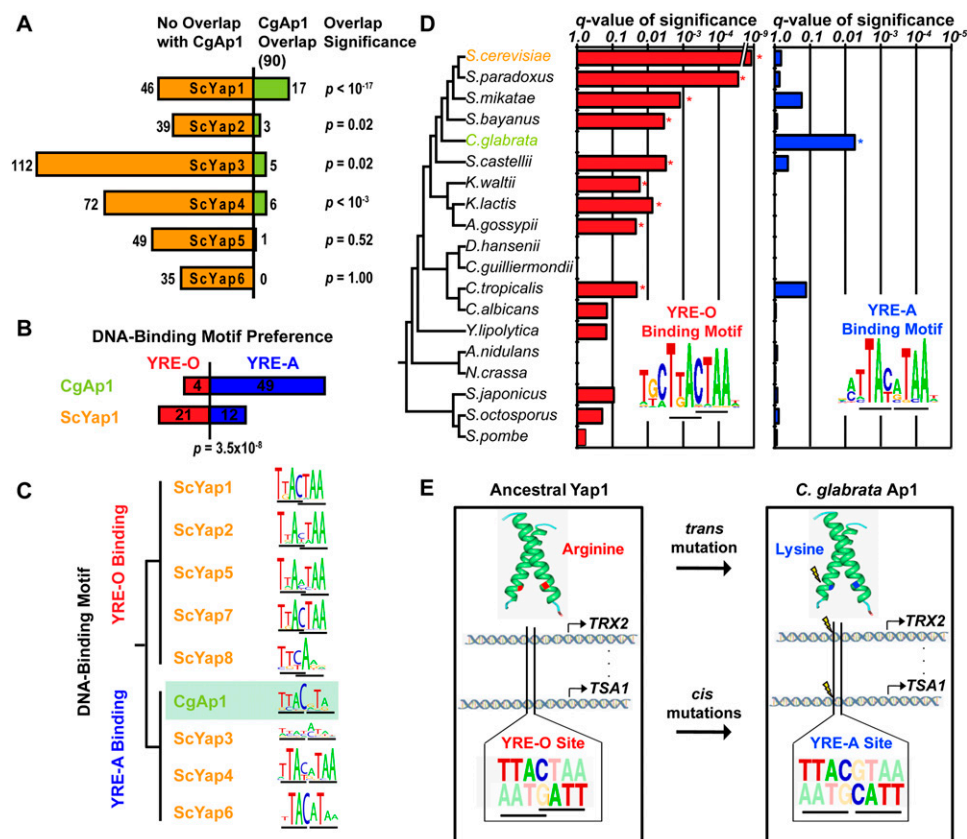 A
No Overlap
with CgAp1
CgAp1
Overlap
(90)
Overlap
Significance
46 ScYap1 17 p < 10-17
39 ScYap2 3 p = 0.02
112 ScYap3 5 p = 0.02
72 ScYap4 6 p < 10-3
49 ScYap5 1 p = 0.52
35 ScYap6 0 p = 1.00
B
DNA-Binding Motif Preference
YRE-O YRE-A
CgAp1 4 49
ScYap1 21 12
p = 3.5x10-8
C
DNA-Binding Motif
YRE-O Binding
YRE-A Binding
ScYap1
ScYap2
ScYap5
ScYap7
ScYap8
CgAp1
ScYap3
ScYap4
ScYap6
D
q-value of significance
1.0 0.1 0.01 10-3 10-4 10-9
q-value of significance
1.0 0.1 0.01 10-3 10-4 10-5
S.cerevisiae *
S.paradoxus *
S.mikatae *
S.bayanus *
C.glabrata *
S.castellii *
K.waltii *
K.lactis *
A.gossypii *
D.hansenii
C.guilliermondii
C.tropicalis *
C.albicans
Y.lipolytica
A.nidulans
N.crassa
S.japonicus
S.octosporus
S.pombe
YRE-O
Binding Motif
YRE-A
Binding Motif
E
Ancestral Yap1
Arginine
TRX2
TSA1
YRE-O Site
TTACTAA
AATGATT
trans
mutation
cis
mutations
C. glabrata Ap1
Lysine
TRX2
TSA1
YRE-A Site
TTACGTAA
AATGCATT